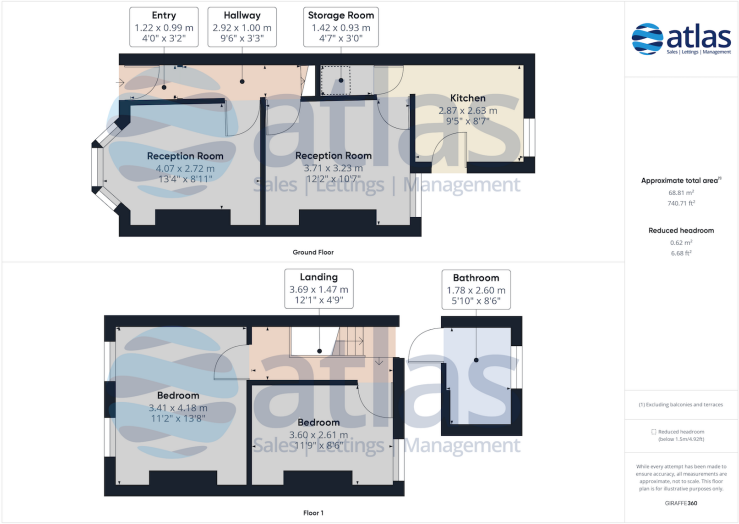 Entry
1.22 x 0.99 m
4'0" x 3'2"
Hallway
2.92 x 1.00 m
9'6" x 3'3"
Storage Room
1.42 x 0.93 m
4'7" x 3'0"
Kitchen
2.87 x 2.63 m
9'5" x 8'7"
Reception Room
4.07 x 2.72 m
13'4" x 8'11"
Reception Room
3.71 x 3.23 m
12'2" x 10'7"
atlas
Sales | Lettings | Management
Ground Floor
Landing
3.69 x 1.47 m
12'1" x 4'9"
Bathroom
1.78 x 2.60 m
5'10" x 8'6"
Bedroom
3.41 x 4.18 m
11'2" x 13'8"
Bedroom
3.60 x 2.61 m
11'9" x 8'6"
atlas
Sales | Lettings | Management
Floor 1
atlas
Sales | Lettings | Management
Approximate total area(1)
68.81 m²
740.71 ft²
Reduced headroom
0.62 m²
6.68 ft²
(1) Excluding balconies and terraces
Reduced headroom
(below 1.5m/4.92ft)
While every attempt has been made to
ensure accuracy, all measurements are
approximate, not to scale. This floor
plan is for illustrative purposes only.
GIRAFFE360